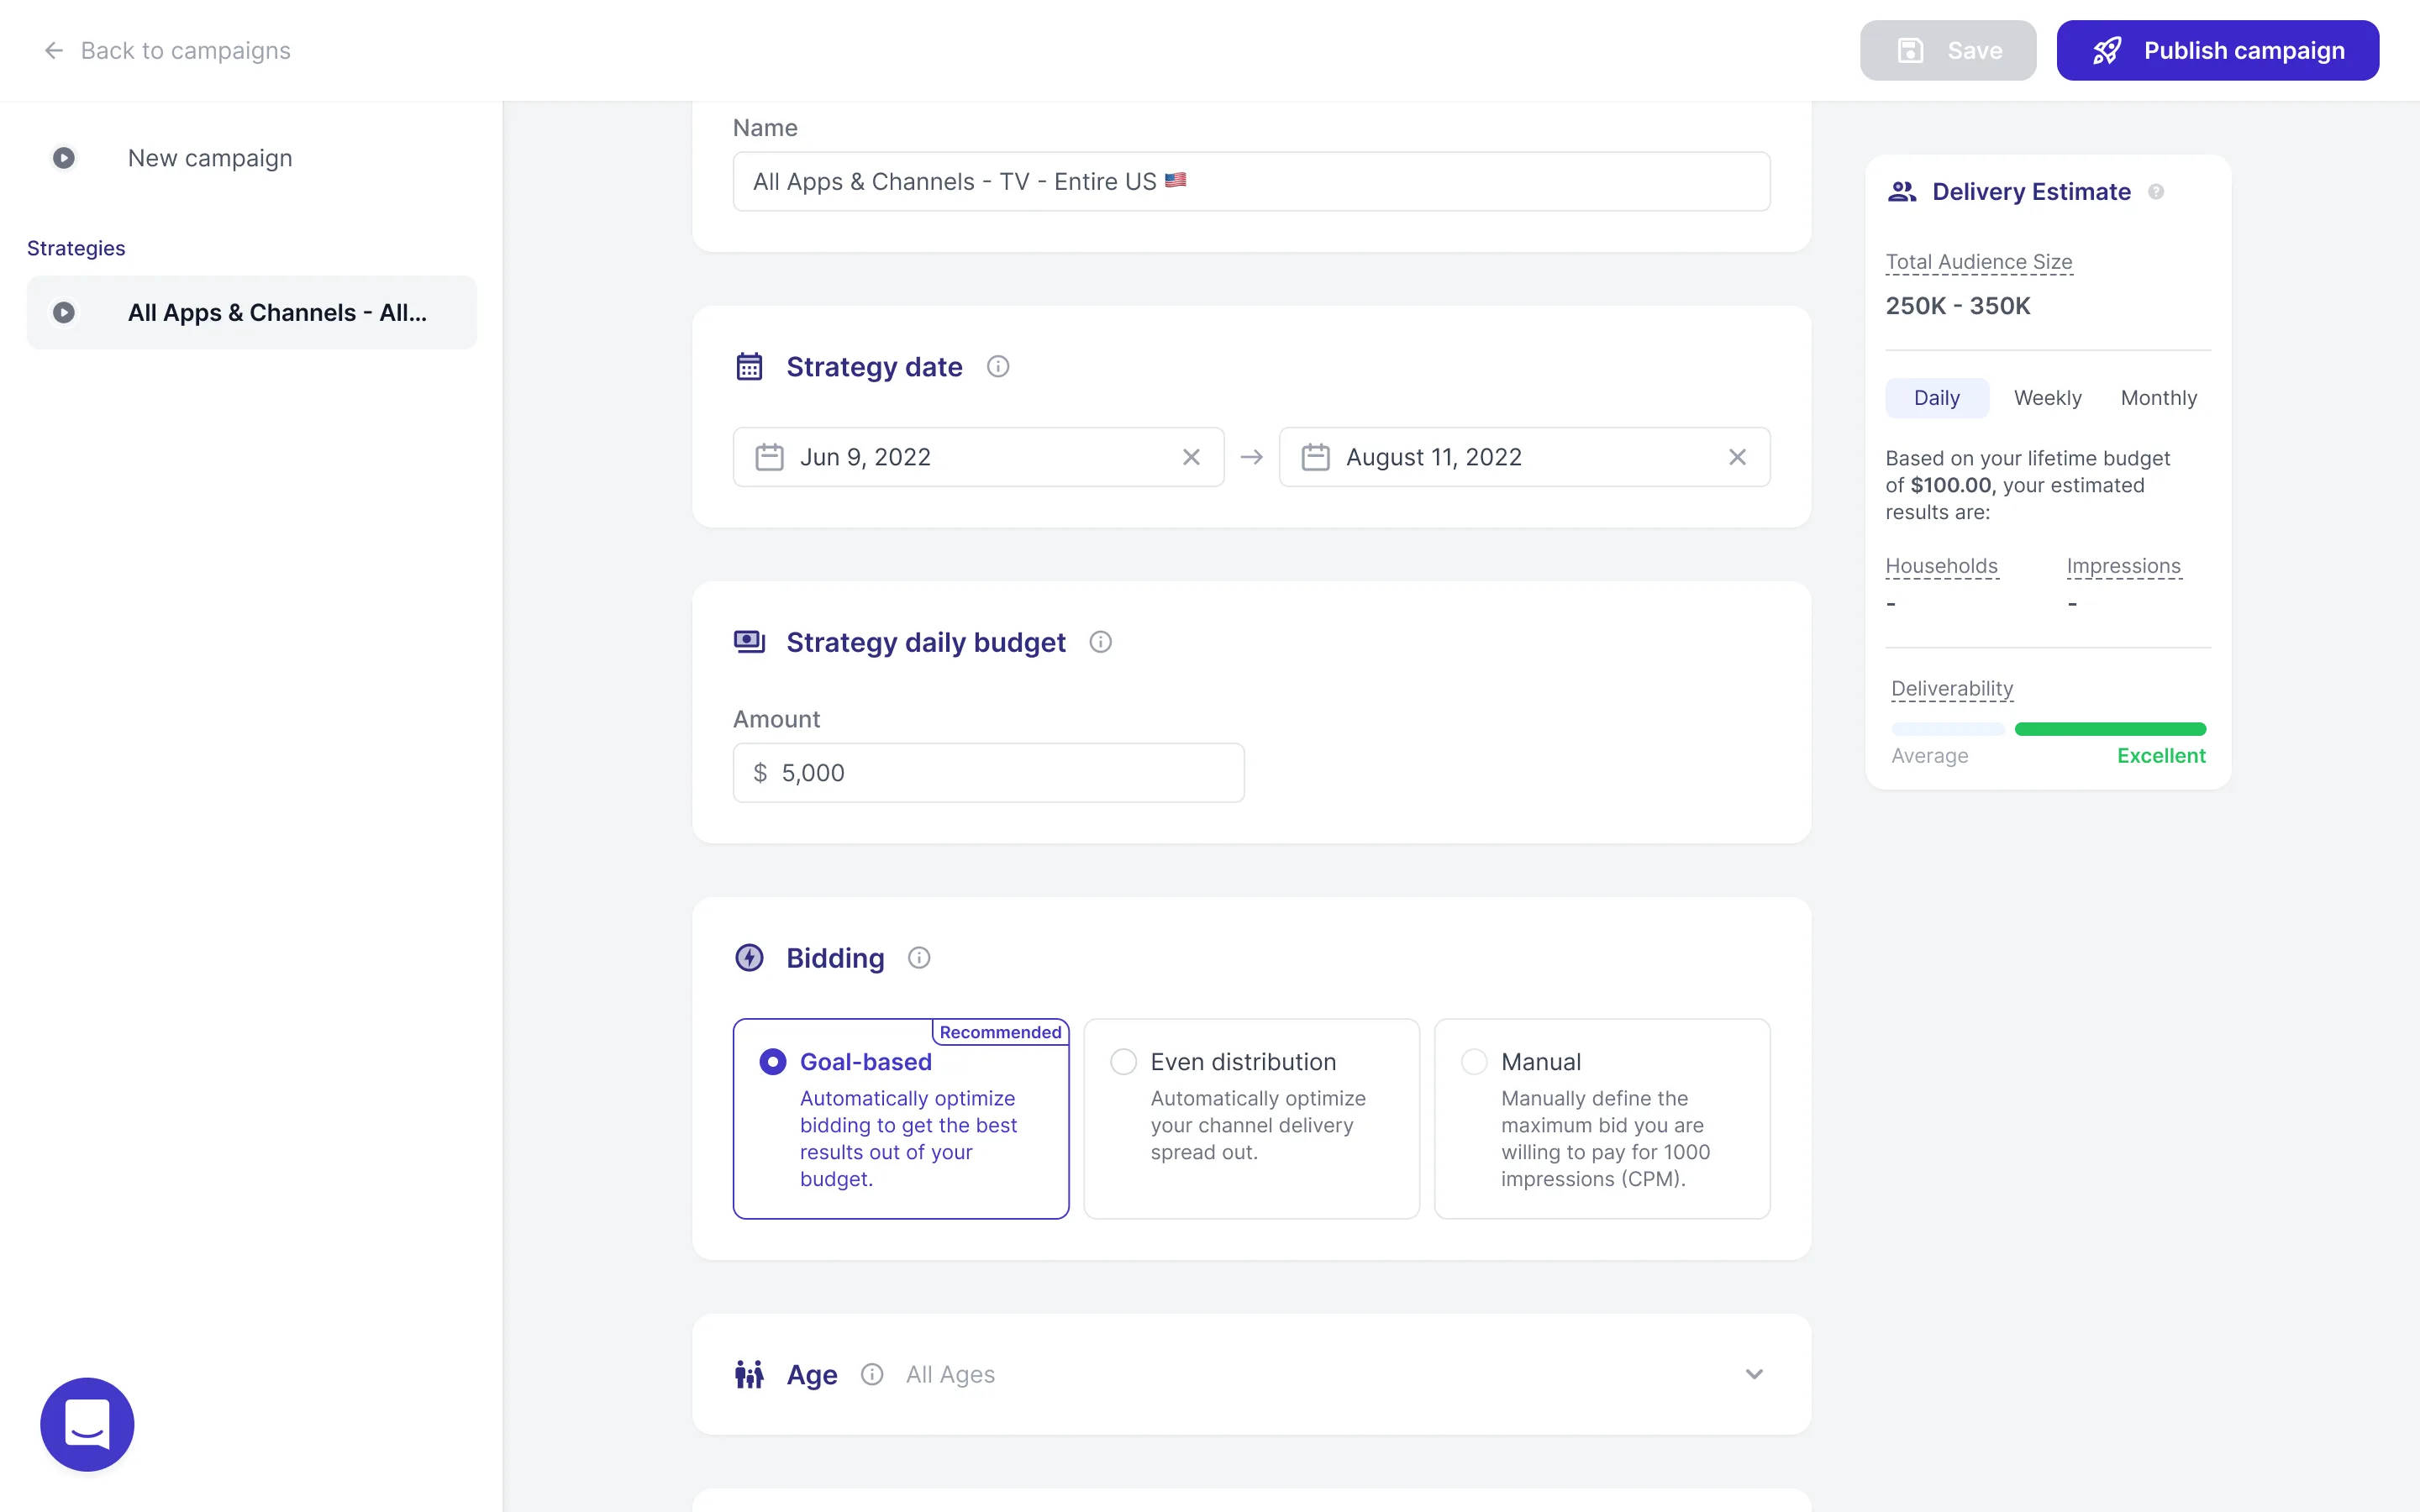 Back to campaigns
Save
Publish campaign
New campaign
Strategies
All Apps & Channels - All...
Name
All Apps & Channels - TV - Entire US 🇺🇸
Strategy date
Jun 9, 2022
August 11, 2022
Strategy daily budget
Amount
$ 5,000
Bidding
Recommended
Goal-based
Automatically optimize
bidding to get the best
results out of your
budget.
Even distribution
Automatically optimize
your channel delivery
spread out.
Manual
Manually define the
maximum bid you are
willing to pay for 1000
impressions (CPM).
Age
All Ages
Delivery Estimate
Total Audience Size
250K - 350K
Daily
Weekly
Monthly
Based on your lifetime budget
of $100.00, your estimated
results are:
Households
Impressions
-
-
Deliverability
Average
Excellent